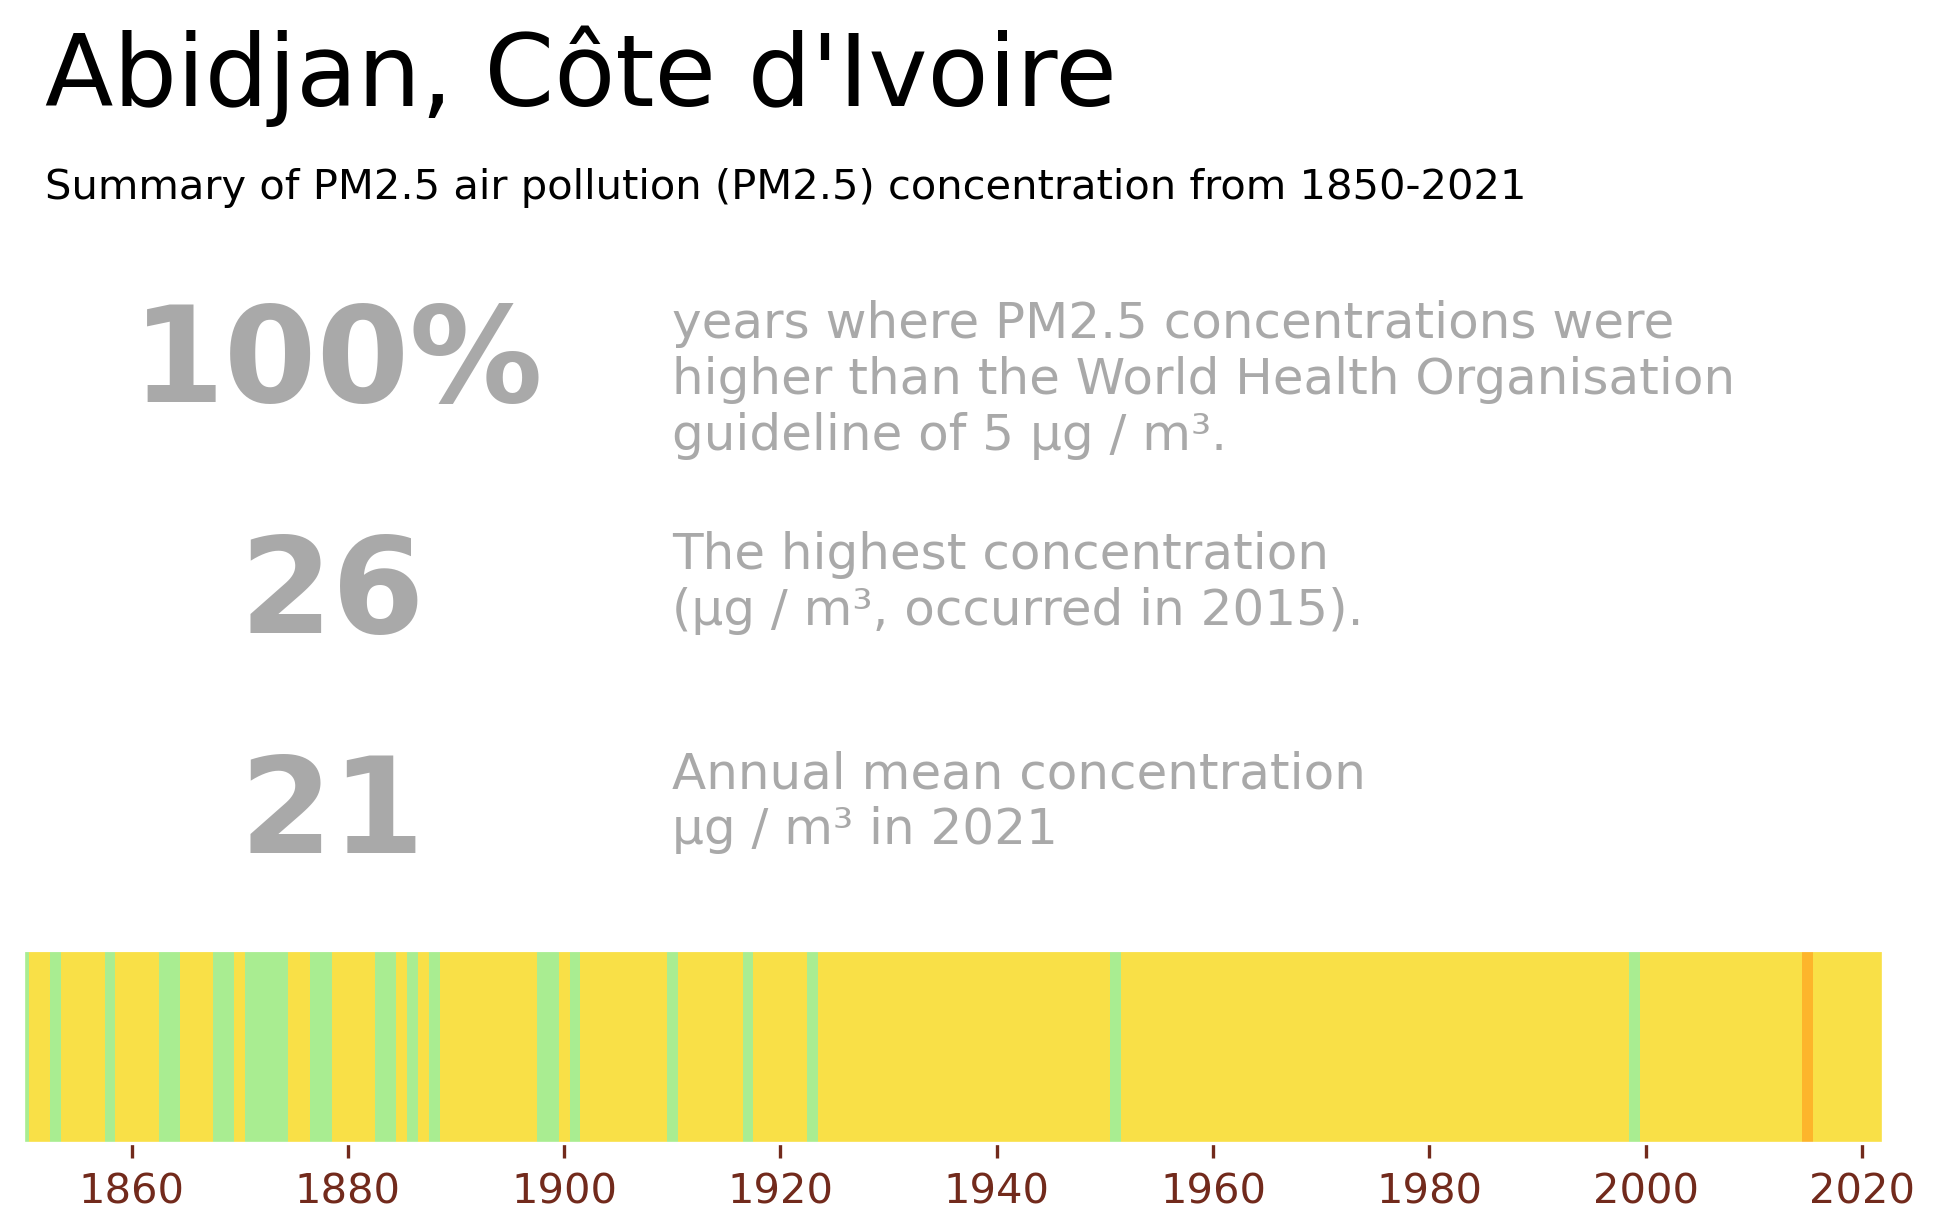 Abidjan, Côte d'Ivoire
Summary of PM2.5 air pollution (PM2.5) concentration from 1850-2021
100%
years where PM2.5 concentrations were
higher than the World Health Organisation
guideline of 5 µg / m³.
26
The highest concentration
(µg / m³, occurred in 2015).
21
Annual mean concentration
µg / m³ in 2021
1860 1880 1900 1920 1940 1960 1980 2000 2020